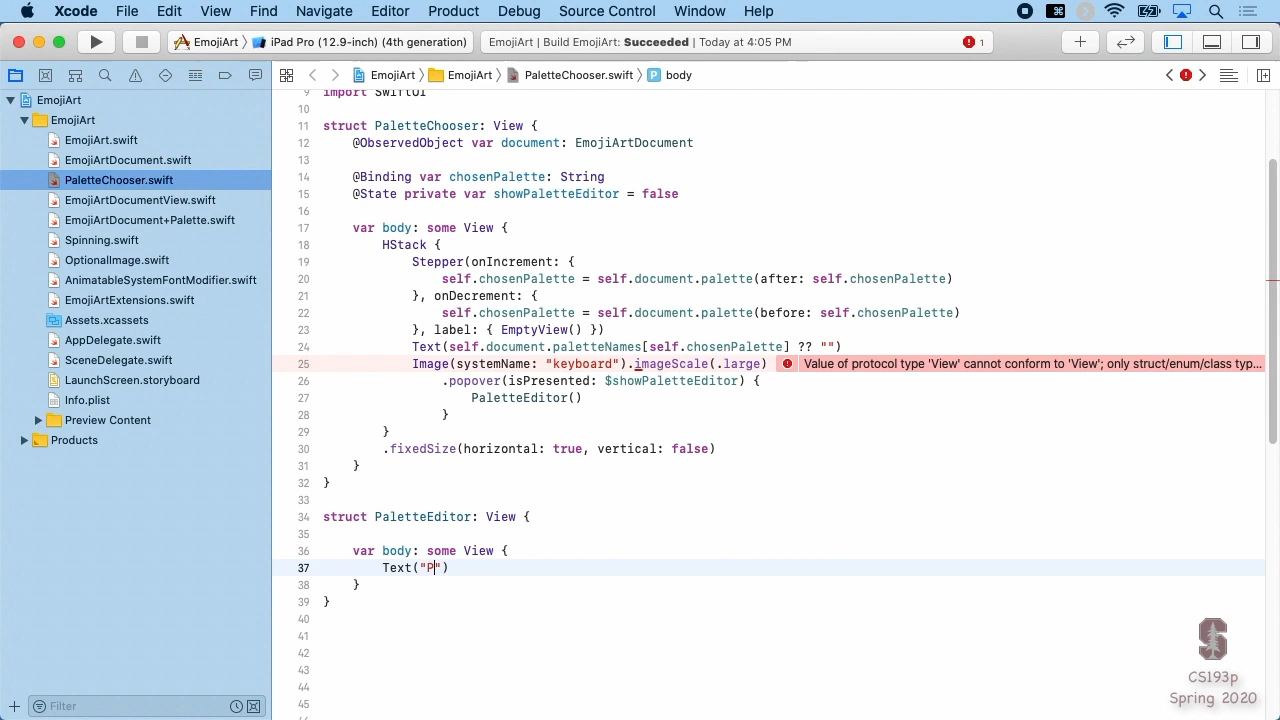 Xcode File Edit View Find Navigate Editor Product Debug Source Control Window Help
EmojiArt 〉 iPad Pro (12.9-inch) (4th generation)
EmojiArt | Build EmojiArt: Succeeded | Today at 4:05 PM
1
EmojiArt 〉 EmojiArt 〉 PaletteChooser.swift 〉 P body
EmojiArt
EmojiArt
EmojiArt.swift
EmojiArtDocument.swift
PaletteChooser.swift
EmojiArtDocumentView.swift
EmojiArtDocument+Palette.swift
Spinning.swift
OptionalImage.swift
AnimatableSystemFontModifier.swift
EmojiArtExtensions.swift
Assets.xcassets
AppDelegate.swift
SceneDelegate.swift
LaunchScreen.storyboard
Info.plist
Preview Content
Products
Filter
9 import SwiftUI
10
11 struct PaletteChooser: View {
12 @ObservedObject var document: EmojiArtDocument
13
14 @Binding var chosenPalette: String
15 @State private var showPaletteEditor = false
16
17 var body: some View {
18 HStack {
19 Stepper(onIncrement: {
20 self.chosenPalette = self.document.palette(after: self.chosenPalette)
21 }, onDecrement: {
22 self.chosenPalette = self.document.palette(before: self.chosenPalette)
23 }, label: { EmptyView() })
24 Text(self.document.paletteNames[self.chosenPalette] ?? "")
25 Image(systemName: "keyboard").imageScale(.large) Value of protocol type 'View' cannot conform to 'View'; only struct/enum/class typ...
26 .popover(isPresented: $showPaletteEditor) {
27 PaletteEditor()
28 }
29 }
30 .fixedSize(horizontal: true, vertical: false)
31 }
32 }
33
34 struct PaletteEditor: View {
35
36 var body: some View {
37 Text("P")
38 }
39 }
40
41
42
43
44
45
CS193p
Spring 2020